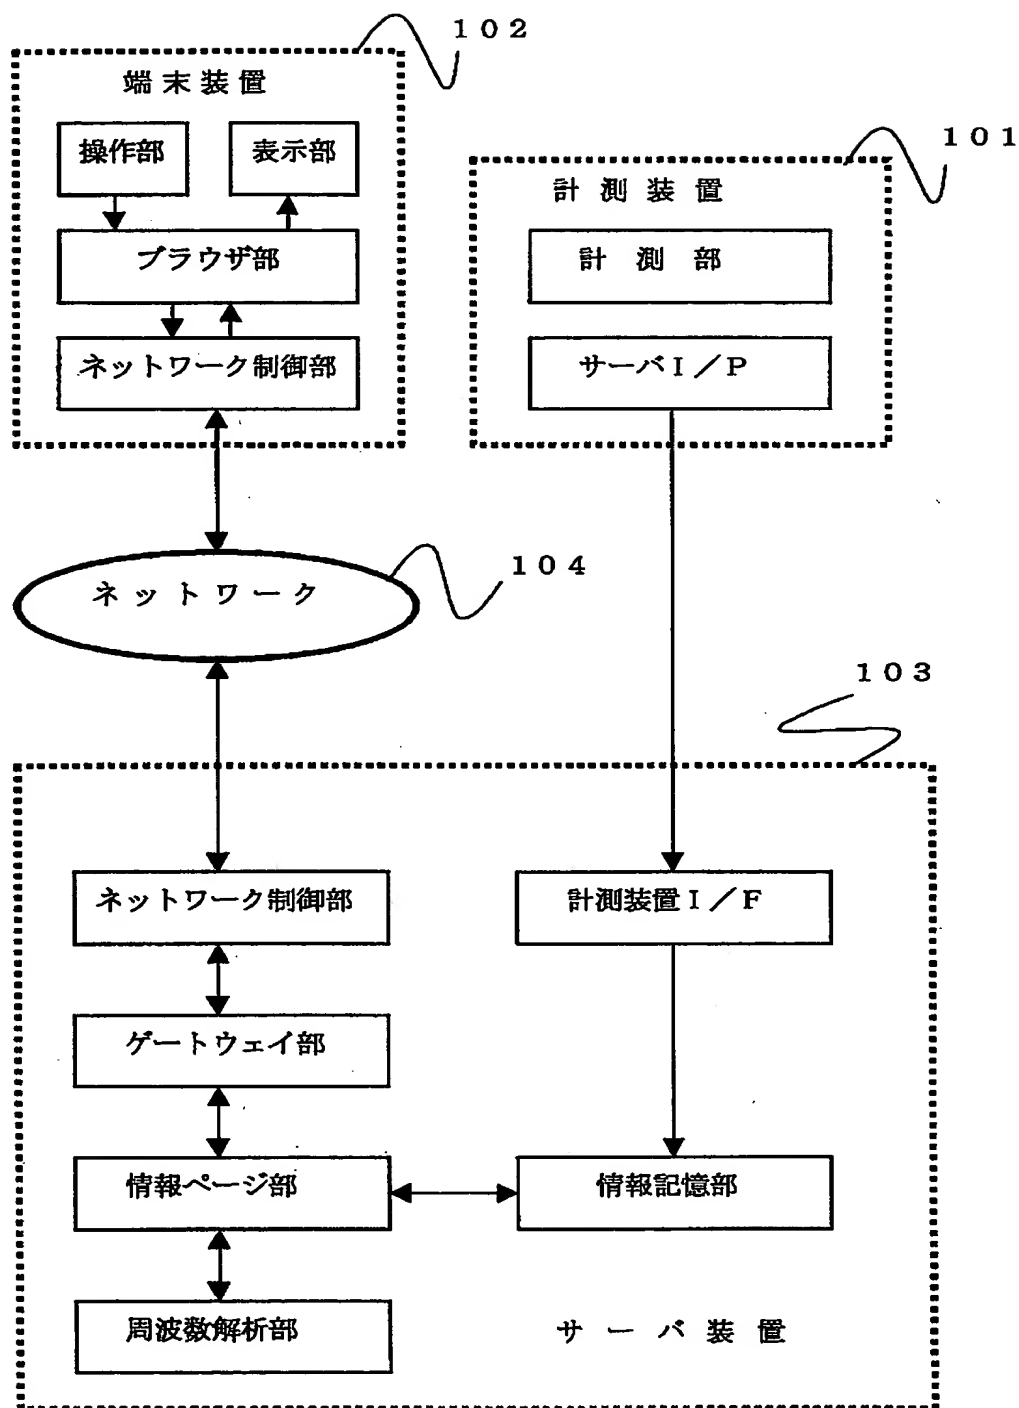 102
端末装置
操作部
表示部
ブラウザ部
ネットワーク制御部
101
計測装置
計測部
サーバI／P
ネットワーク
104
103
ネットワーク制御部
計測装置I／F
ゲートウェイ部
情報ページ部
情報記憶部
周波数解析部
サーバ装置